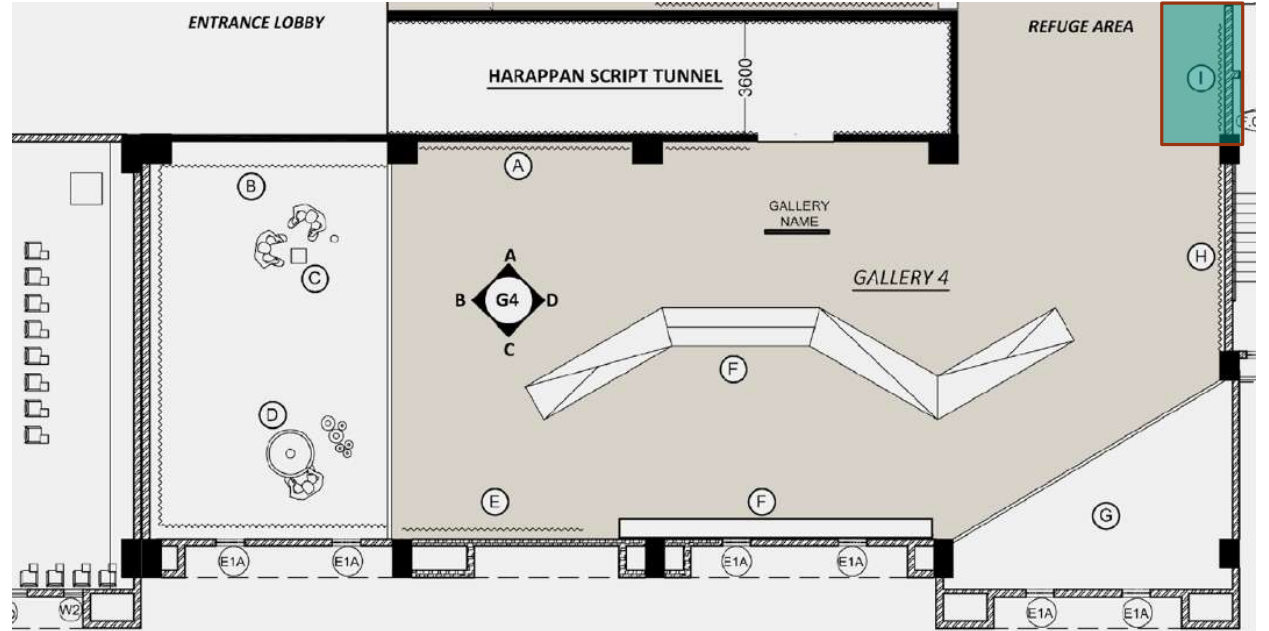 ENTRANCE LOBBY
REFUGE AREA
HARAPPAN SCRIPT TUNNEL
3600
I
A
B
GALLERY
NAME
C
A
B G4 D
C
GALLERY 4
H
F
D
E
F
G
E1A
E1A
E1A
E1A
W2
E1A
E1A